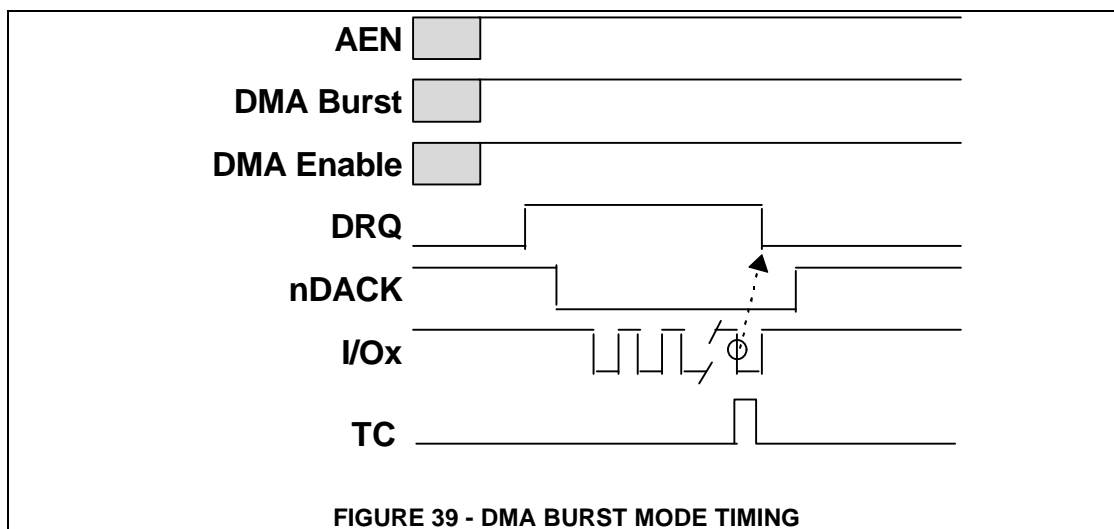 AEN
DMA Burst
DMA Enable
DRQ
nDACK
I/Ox
TC
FIGURE 39 - DMA BURST MODE TIMING